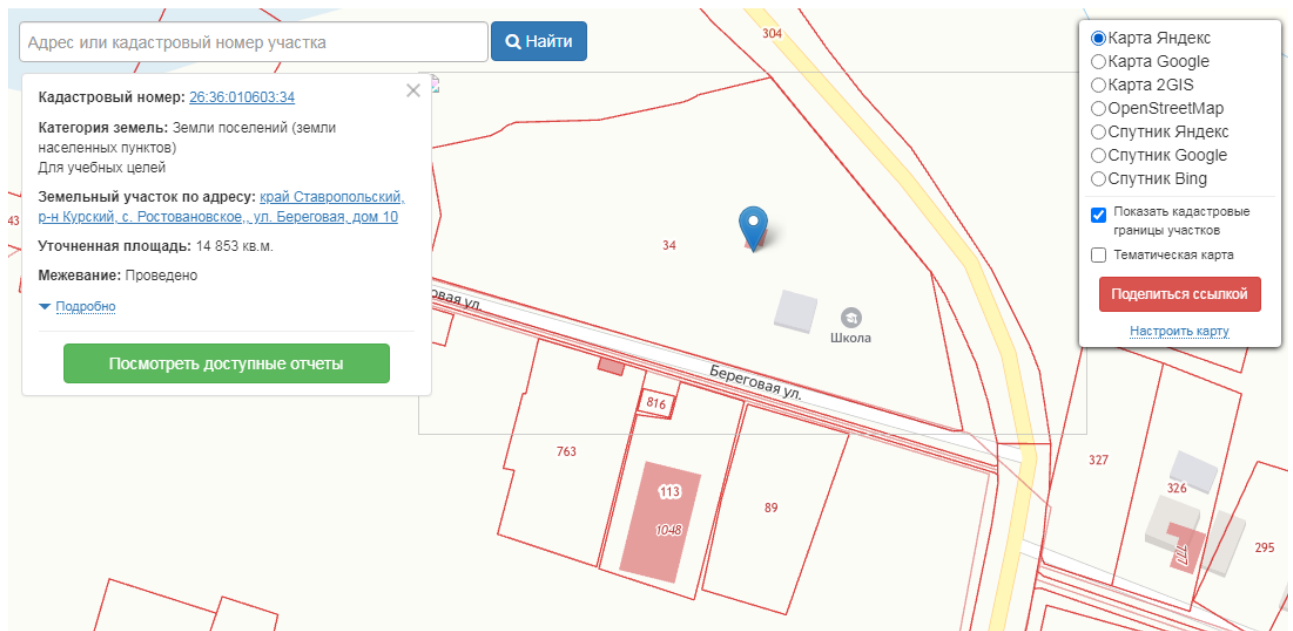 Адрес или кадастровый номер участка
Найти
Кадастровый номер: 26:36:010603:34
Категория земель: Земли поселений (земли
населенных пунктов)
Для учебных целей
Земельный участок по адресу: край Ставропольский,
р-н Курский, с. Ростовановское,, ул. Береговая, дом 10
Уточненная площадь: 14 853 кв.м.
Межевание: Проведено
Подробно
Посмотреть доступные отчеты
Карта Яндекс
Карта Google
Карта 2GIS
OpenStreetMap
Спутник Яндекс
Спутник Google
Спутник Bing
Показать кадастровые
границы участков
Тематическая карта
Поделиться ссылкой
Настроить карту
304
43
34
овая ул.
Школа
Береговая ул.
816
763
113
1048
89
327
326
777
295